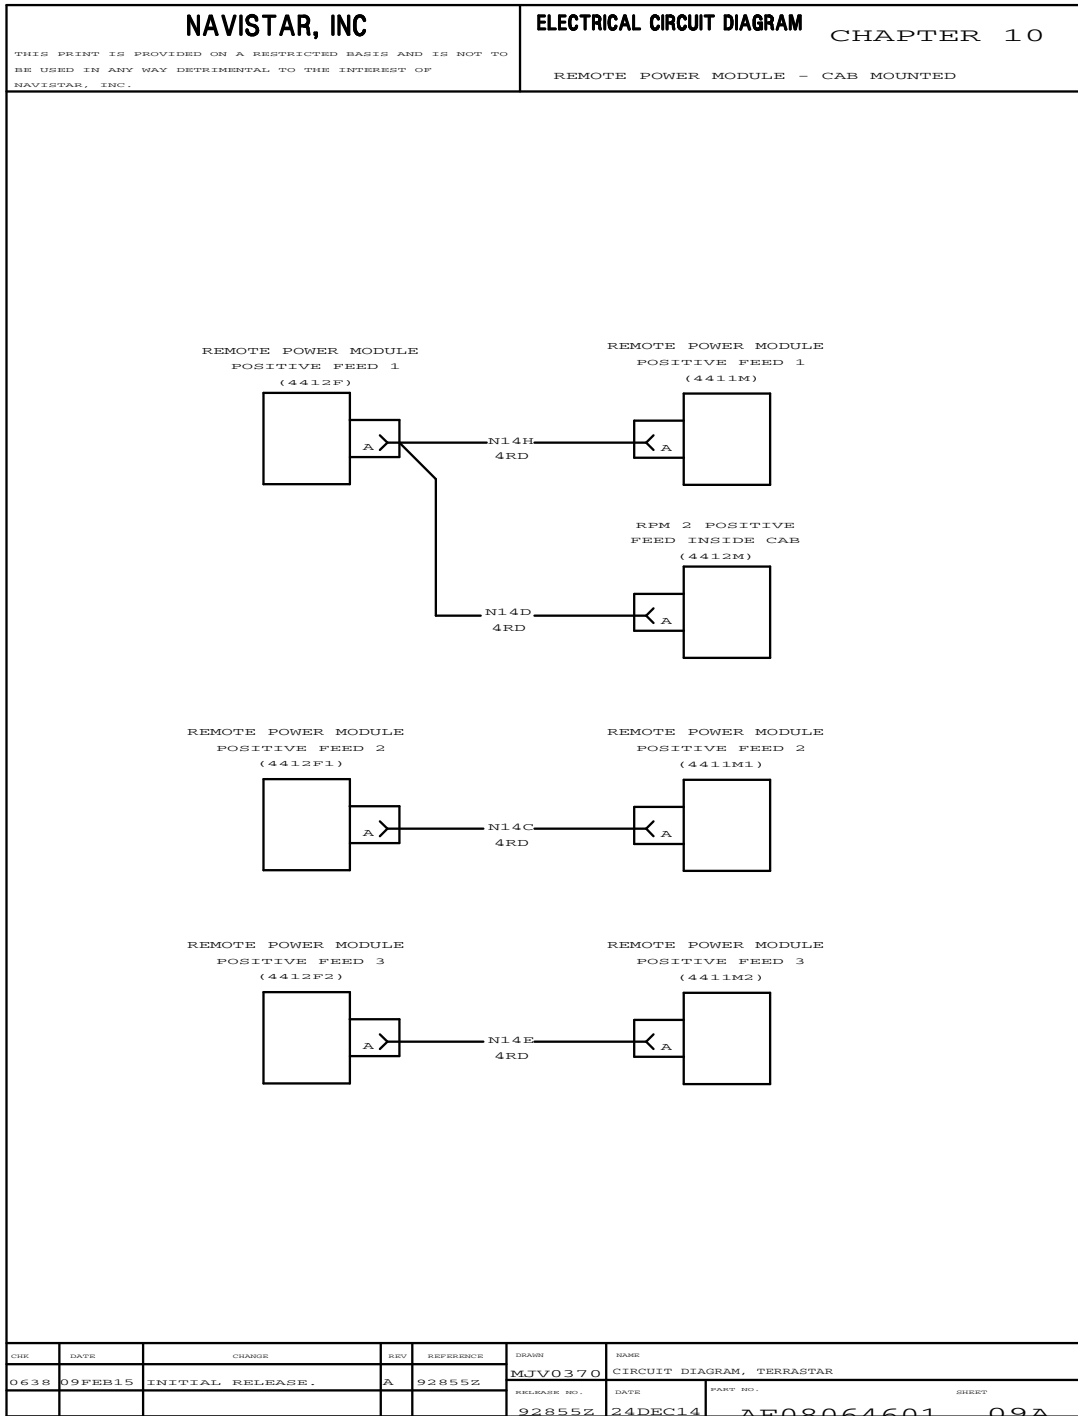 NAVISTAR, INC
THIS PRINT IS PROVIDED ON A RESTRICTED BASIS AND IS NOT TO
BE USED IN ANY WAY DETRIMENTAL TO THE INTEREST OF
NAVISTAR, INC.
ELECTRICAL CIRCUIT DIAGRAM
CHAPTER 10
REMOTE POWER MODULE - CAB MOUNTED
REMOTE POWER MODULE
POSITIVE FEED 1
(4412F)
A
N14H
4RD
REMOTE POWER MODULE
POSITIVE FEED 1
(4411M)
A
RPM 2 POSITIVE
FEED INSIDE CAB
(4412M)
N14D
4RD
A
REMOTE POWER MODULE
POSITIVE FEED 2
(4412F1)
A
N14C
4RD
REMOTE POWER MODULE
POSITIVE FEED 2
(4411M1)
A
REMOTE POWER MODULE
POSITIVE FEED 3
(4412F2)
A
N14E
4RD
REMOTE POWER MODULE
POSITIVE FEED 3
(4411M2)
A
CHK DATE CHANGE REV REFERENCE
0638 09FEB15 INITIAL RELEASE. A 92855Z
DRAWN
MJV0370
NAME
CIRCUIT DIAGRAM, TERRASTAR
RELEASE NO.
92855Z
DATE
24DEC14
PART NO.
AF08064601
SHEET
09A